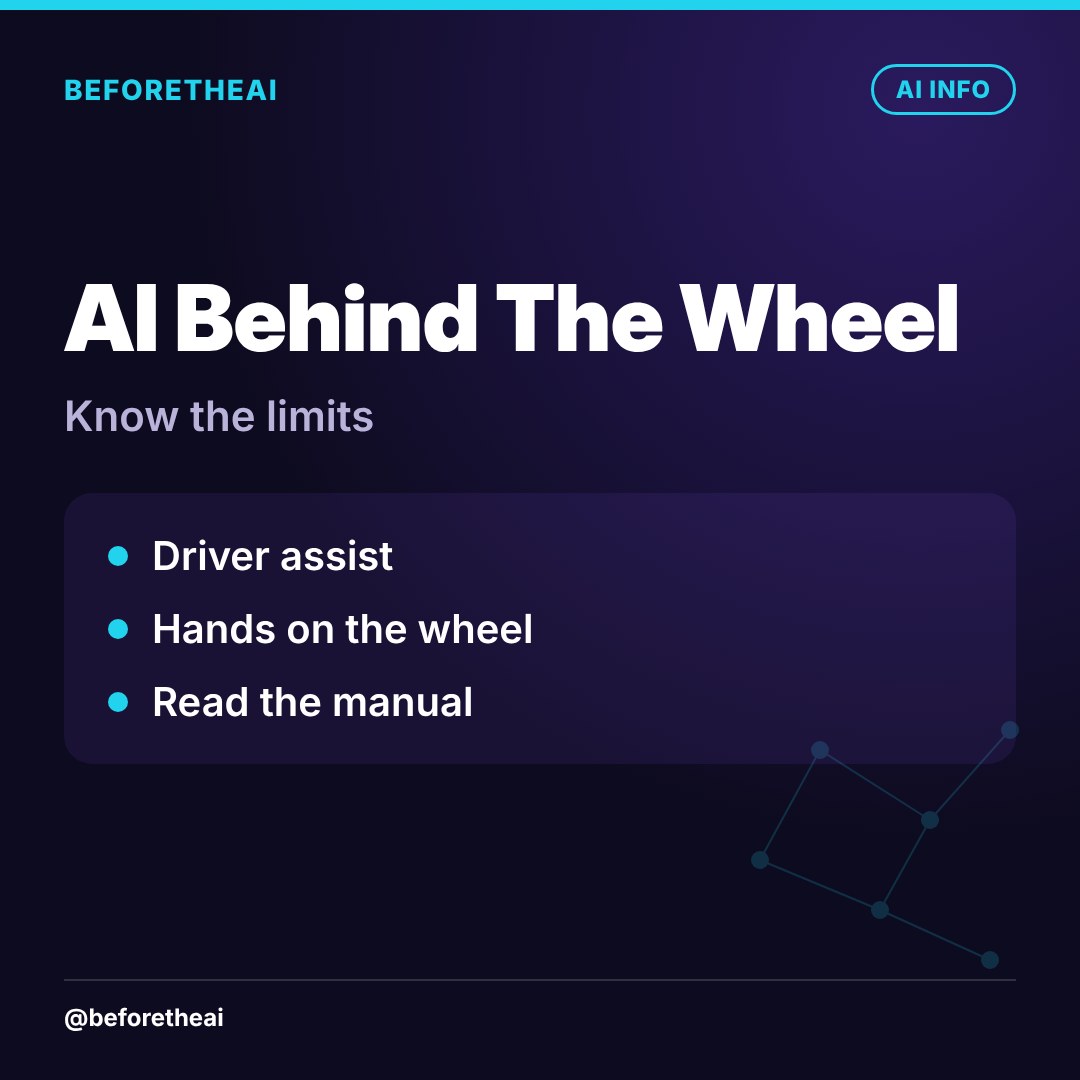 BEFORETHEAI
AI INFO
AI Behind The Wheel
Know the limits
Driver assist
Hands on the wheel
Read the manual
@beforetheai